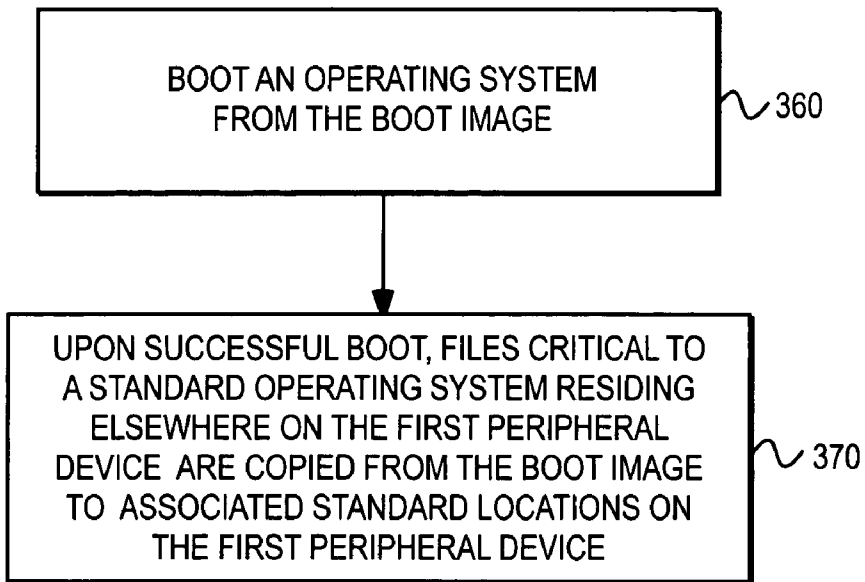 BOOT AN OPERATING SYSTEM
FROM THE BOOT IMAGE
360
UPON SUCCESSFUL BOOT, FILES CRITICAL TO
A STANDARD OPERATING SYSTEM RESIDING
ELSEWHERE ON THE FIRST PERIPHERAL
DEVICE ARE COPIED FROM THE BOOT IMAGE
TO ASSOCIATED STANDARD LOCATIONS ON
THE FIRST PERIPHERAL DEVICE
370